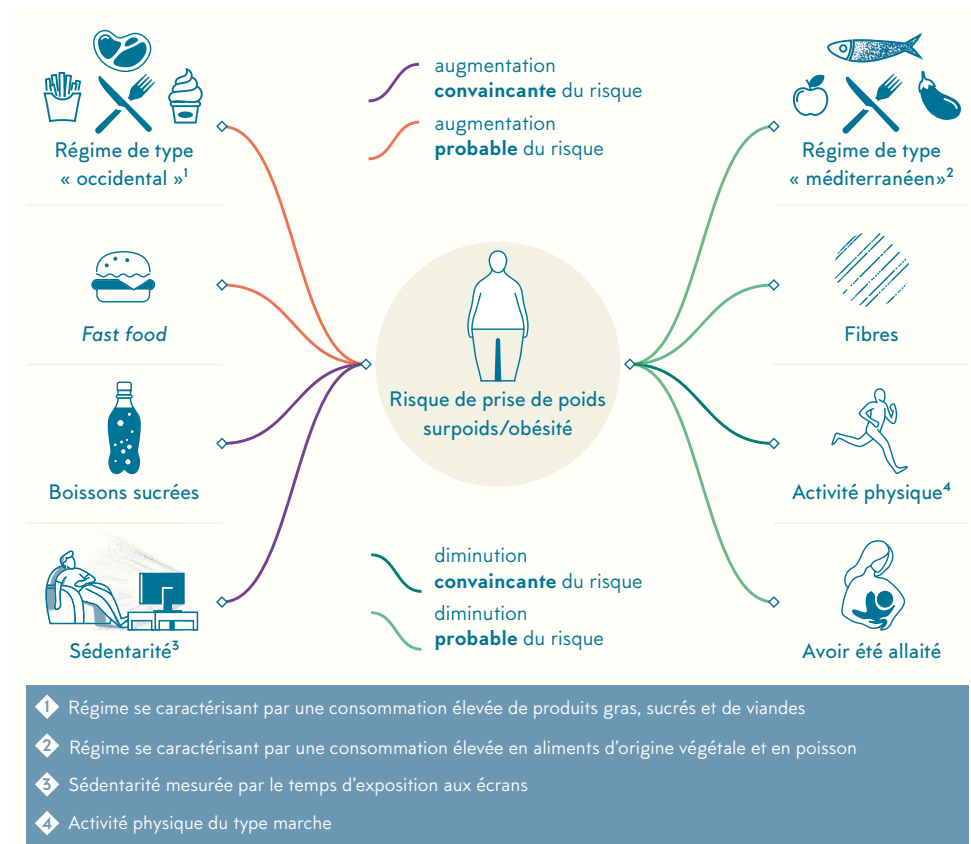 augmentation
convaincante du risque
augmentation
probable du risque
Régime de type
« occidental »¹
Régime de type
« méditerranéen»²
Fast food
Fibres
Risque de prise de poids
surpoids/obésité
Boissons sucrées
Activité physique⁴
diminution
convaincante du risque
diminution
probable du risque
Sédentarité³
Avoir été allaité
1 Régime se caractérisant par une consommation élevée de produits gras, sucrés et de viandes
2 Régime se caractérisant par une consommation élevée en aliments d’origine végétale et en poisson
3 Sédentarité mesurée par le temps d’exposition aux écrans
4 Activité physique du type marche